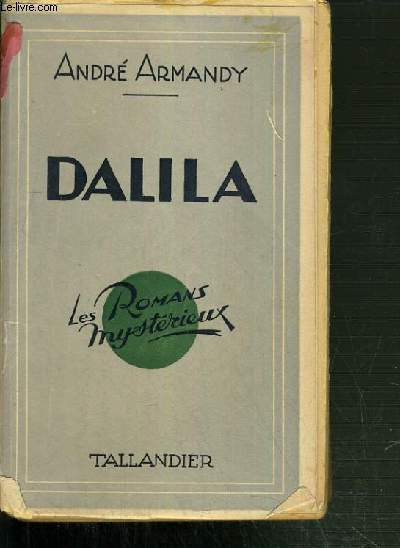 Le-livre.com
ANDRÉ ARMANDY
DALILA
Les ROMANS
mystérieux
TALLANDIER